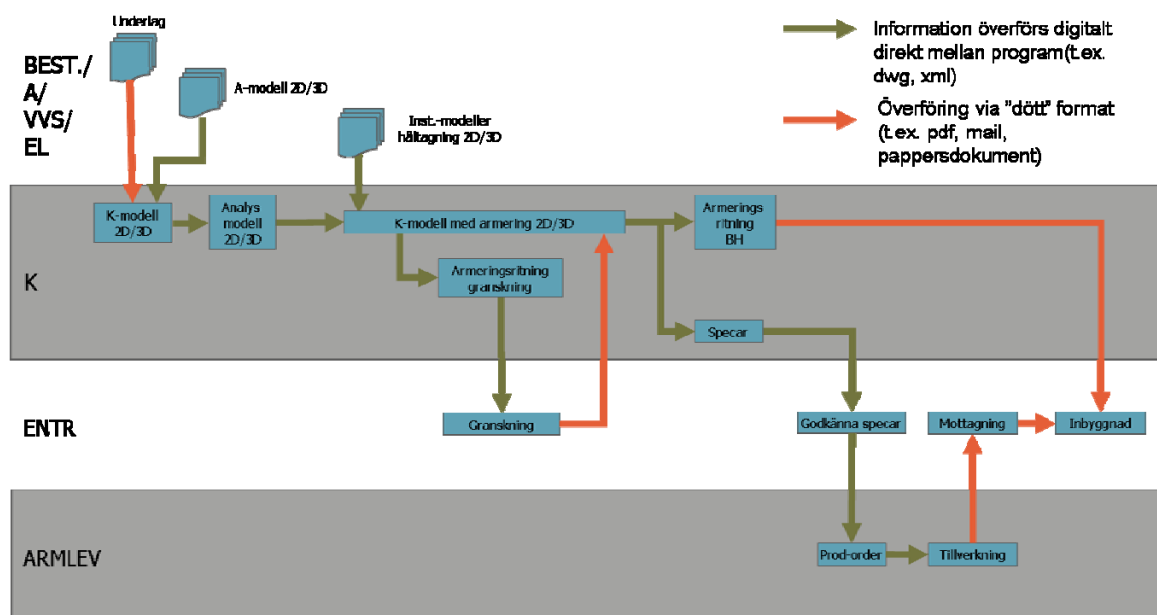 Underlag
BEST./
A/
VVS/
EL
A-modell 2D/3D
Inst.-modeller
håltagning 2D/3D
Information överförs digitalt
direkt mellan program(t.ex.
dwg, xml)
Överföring via "dött" format
(t.ex. pdf, mail,
pappersdokument)
K
K-modell
2D/3D
Analys
modell
2D/3D
K-modell med armering 2D/3D
Armerings
ritning
BH
Armeringsritning
granskning
Specar
ENTR
Granskning
Godkänna specar
Mottagning
Inbyggnad
ARMLEV
Prod-order
Tillverkning